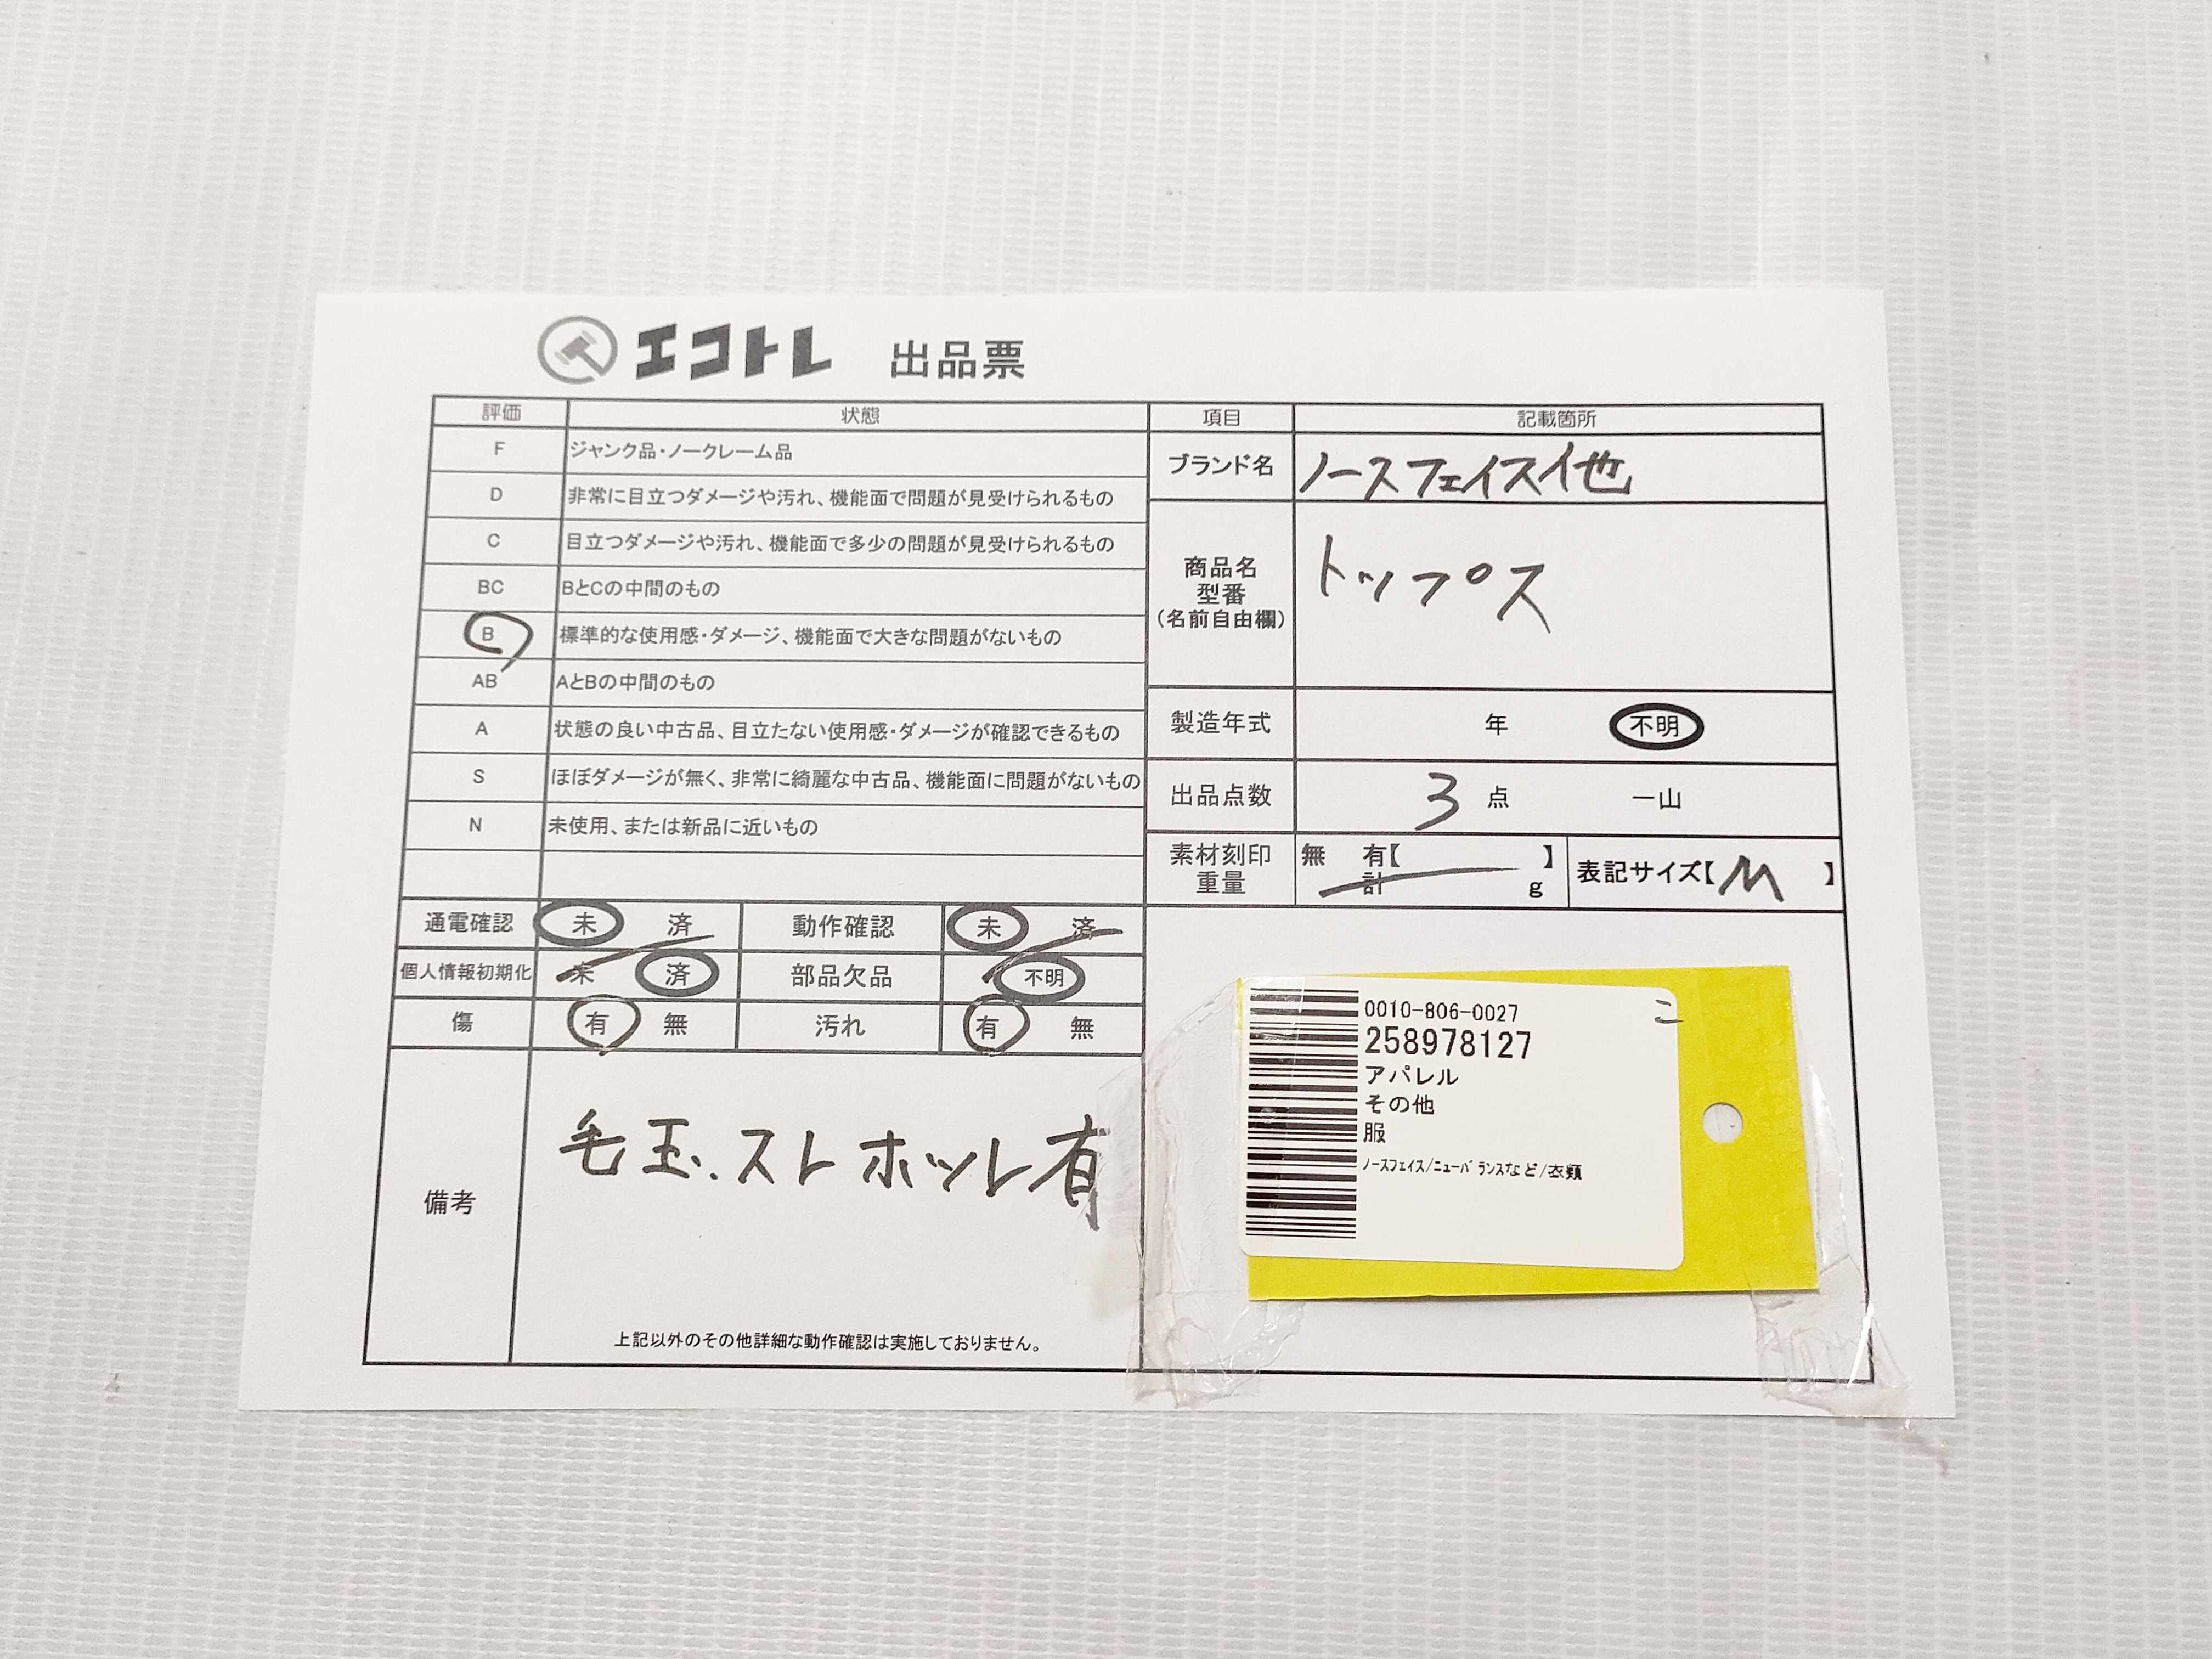 エコトレ 出品票
評価 状態 項目 記載箇所
F ジャンク品・ノークレーム品
D 非常に目立つダメージや汚れ、機能面で問題が見受けられるもの
C 目立つダメージや汚れ、機能面で多少の問題が見受けられるもの
BC BとCの中間のもの
B 標準的な使用感・ダメージ、機能面で大きな問題がないもの
AB AとBの中間のもの
A 状態の良い中古品、目立たない使用感・ダメージが確認できるもの
S ほぼダメージが無く、非常に綺麗な中古品、機能面に問題がないもの
N 未使用、または新品に近いもの
ブランド名 ノースフェイス他
商品名
型番
(名前自由欄)
トップス
製造年式 年 不明
出品点数 3 点 一山
素材刻印
重量
無 有【 】
計 g
表記サイズ【M】
通電確認 未 済 動作確認 未 済
個人情報初期化 未 済 部品欠品 不明
傷 有 無 汚れ 有 無
備考
毛玉.ストホツレ有
上記以外のその他詳細な動作確認は実施しておりません。
0010-806-0027 こ
258978127
アパレル
その他
服
ﾉｰｽﾌｪｲｽ/ﾆｭｰﾊﾞﾗﾝｽなど/衣類